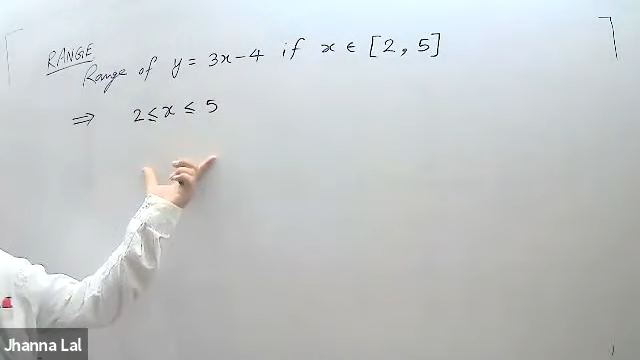 RANGE
Range of y = 3x-4 if x ∈ [2, 5]
⇒ 2 ≤ x ≤ 5
Jhanna Lal